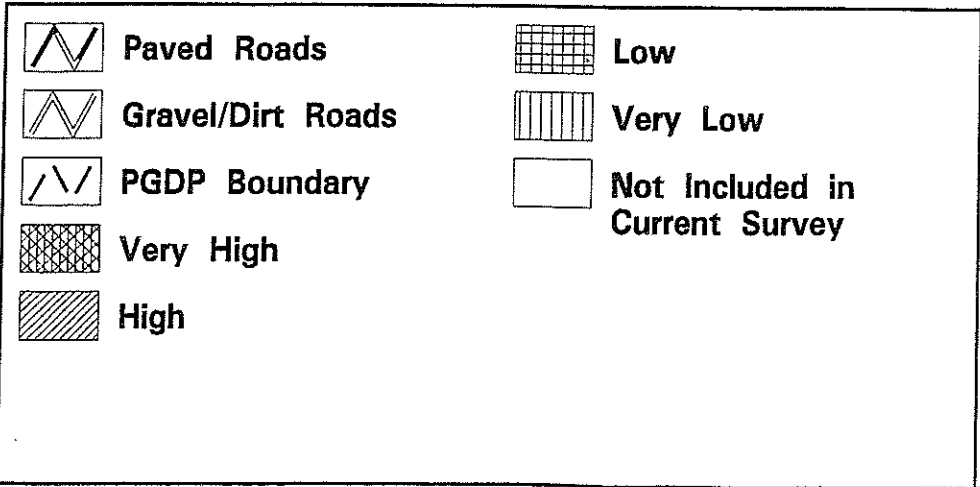 Paved Roads
Gravel/Dirt Roads
PGDP Boundary
Very High
High
Low
Very Low
Not Included in
Current Survey